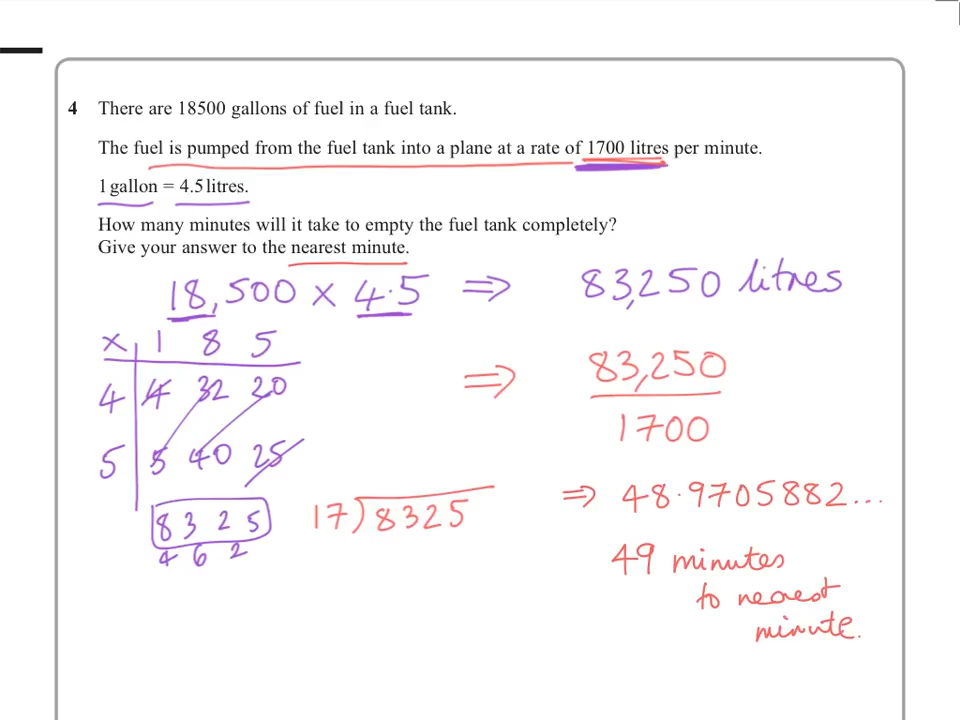 4 There are 18500 gallons of fuel in a fuel tank.
The fuel is pumped from the fuel tank into a plane at a rate of 1700 litres per minute.
1 gallon = 4.5 litres.
How many minutes will it take to empty the fuel tank completely?
Give your answer to the nearest minute.
18,500 × 4.5 ⇒ 83,250 litres
× 1 8 5
4 4 32 20
5 5 40 25
8 3 2 5
4 6 2
17)8325
⇒ 83,250
1700
⇒ 48.9705882...
49 minutes
to nearest
minute.